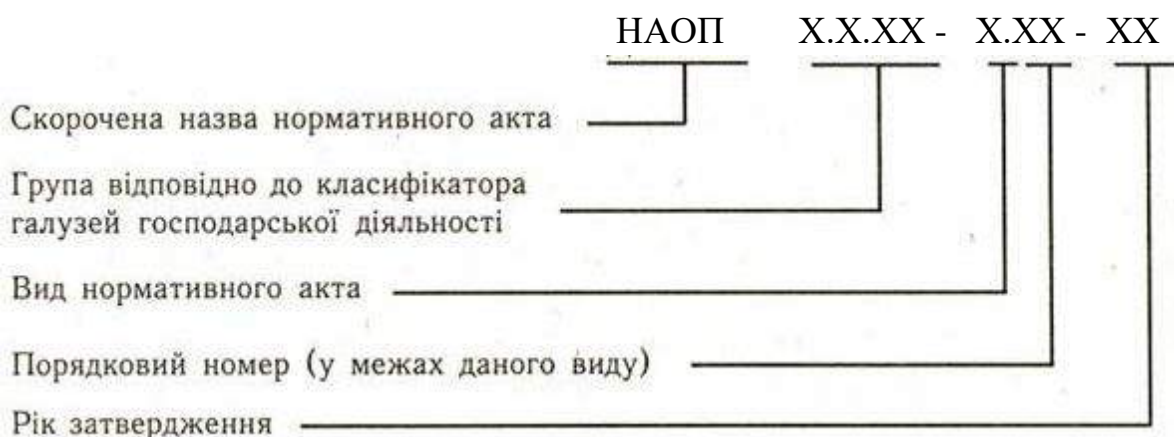 НАОП Х.Х.ХХ - Х.ХХ - ХХ
Скорочена назва нормативного акта
Група відповідно до класифікатора
галузей господарської діяльності
Вид нормативного акта
Порядковий номер (у межах даного виду)
Рік затвердження